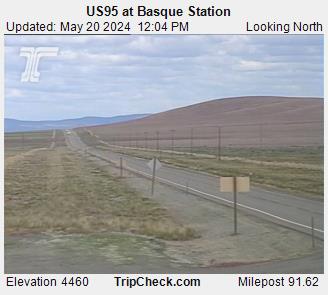 US95 at Basque Station
Updated: May 20 2024 12:04 PM Looking North
Elevation 4460 TripCheck.com Milepost 91.62